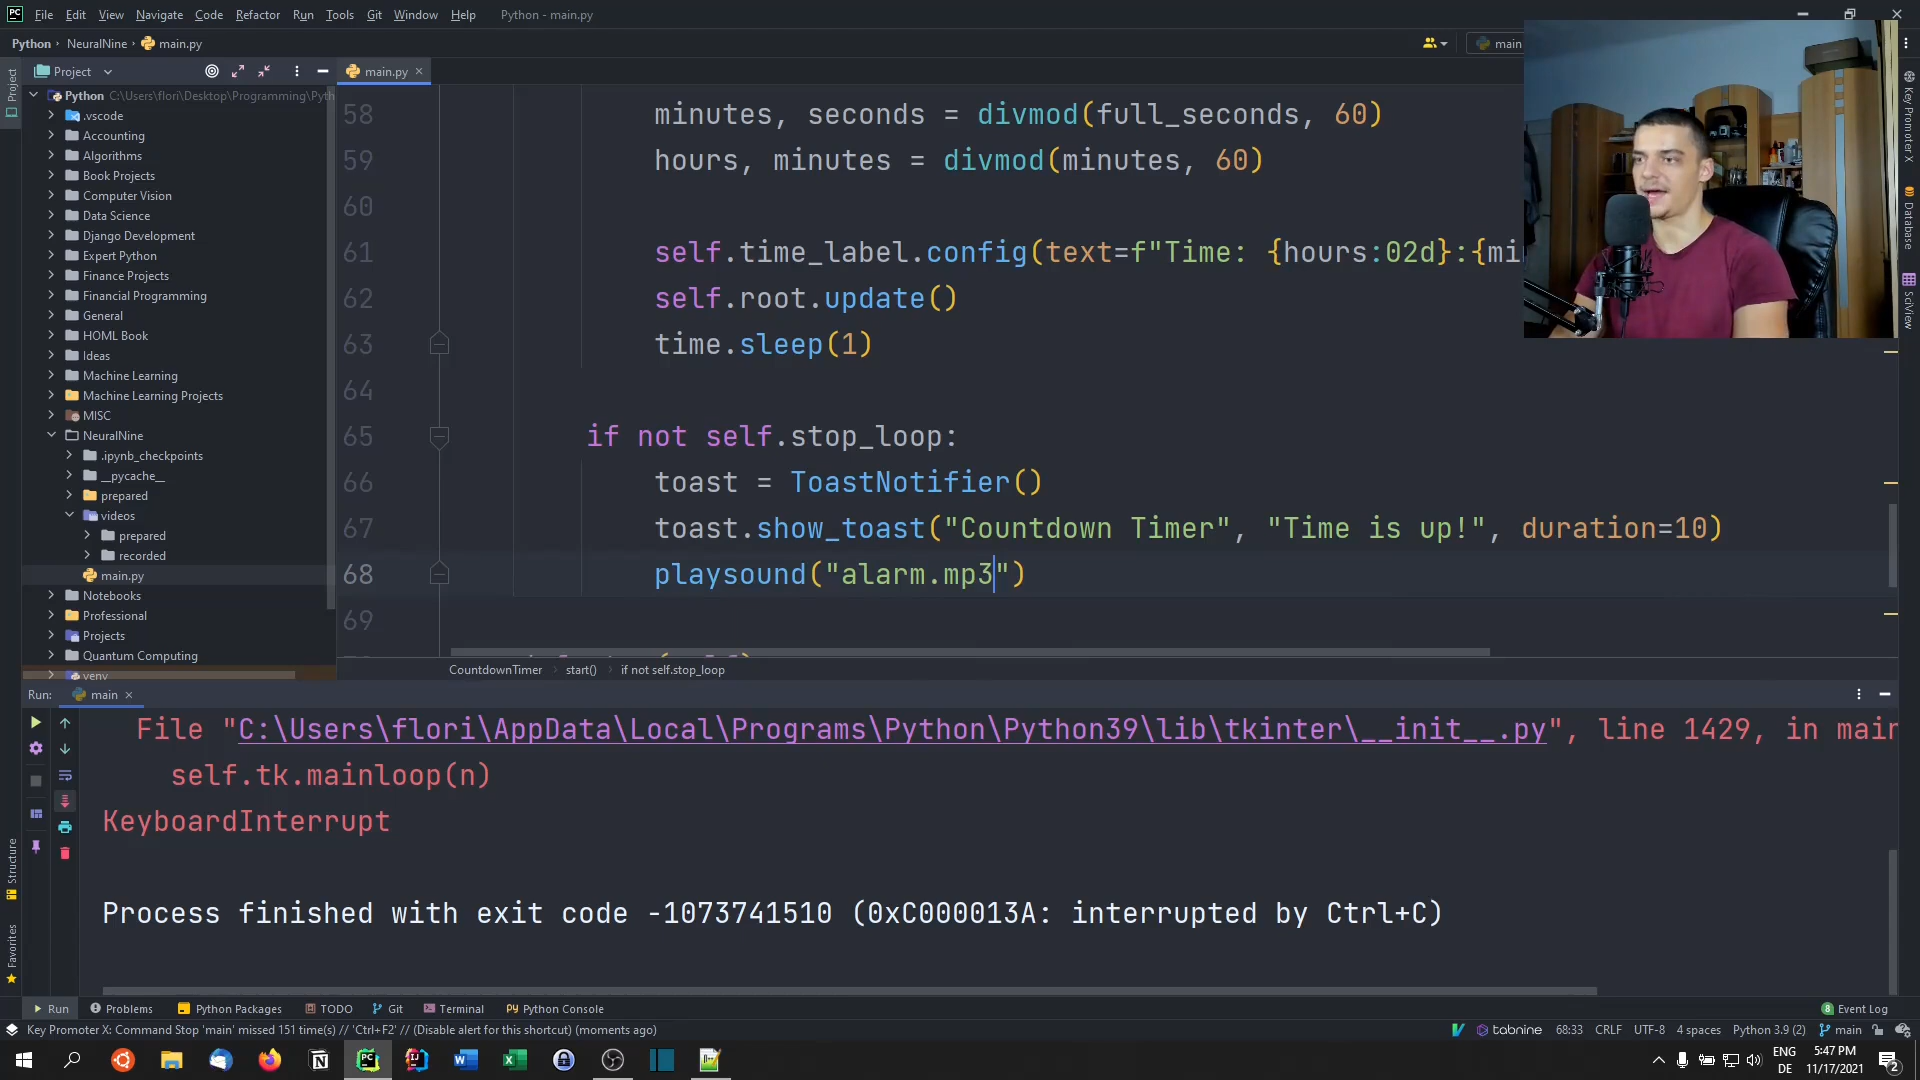 File Edit View Navigate Code Refactor Run Tools Git Window Help Python - main.py
Python NeuralNine main.py
main
Project
main.py
Python C:\Users\flori\Desktop\Programming\Pyth
.vscode
Accounting
Algorithms
Book Projects
Computer Vision
Data Science
Django Development
Expert Python
Finance Projects
Financial Programming
General
HOML Book
Ideas
Machine Learning
Machine Learning Projects
MISC
NeuralNine
.ipynb_checkpoints
__pycache__
prepared
videos
prepared
recorded
main.py
Notebooks
Professional
Projects
Quantum Computing
venv
58 minutes, seconds = divmod(full_seconds, 60)
59 hours, minutes = divmod(minutes, 60)
60
61 self.time_label.config(text=f"Time: {hours:02d}:{mi
62 self.root.update()
63 time.sleep(1)
64
65 if not self.stop_loop:
66 toast = ToastNotifier()
67 toast.show_toast("Countdown Timer", "Time is up!", duration=10)
68 playsound("alarm.mp3")
69
CountdownTimer start() if not self.stop_loop
Project
Structure
Favorites
Key Promoter X
Database
SciView
Run: main
File "C:\Users\flori\AppData\Local\Programs\Python\Python39\lib\tkinter\__init__.py", line 1429, in main
self.tk.mainloop(n)
KeyboardInterrupt
Process finished with exit code -1073741510 (0xC000013A: interrupted by Ctrl+C)
Run Problems Python Packages TODO Git Terminal Python Console Event Log
Key Promoter X: Command Stop 'main' missed 151 time(s) // 'Ctrl+F2' // (Disable alert for this shortcut) (moments ago) tabnine 68:33 CRLF UTF-8 4 spaces Python 3.9 (2) main
ENG 5:47 PM
DE 11/17/2021
2